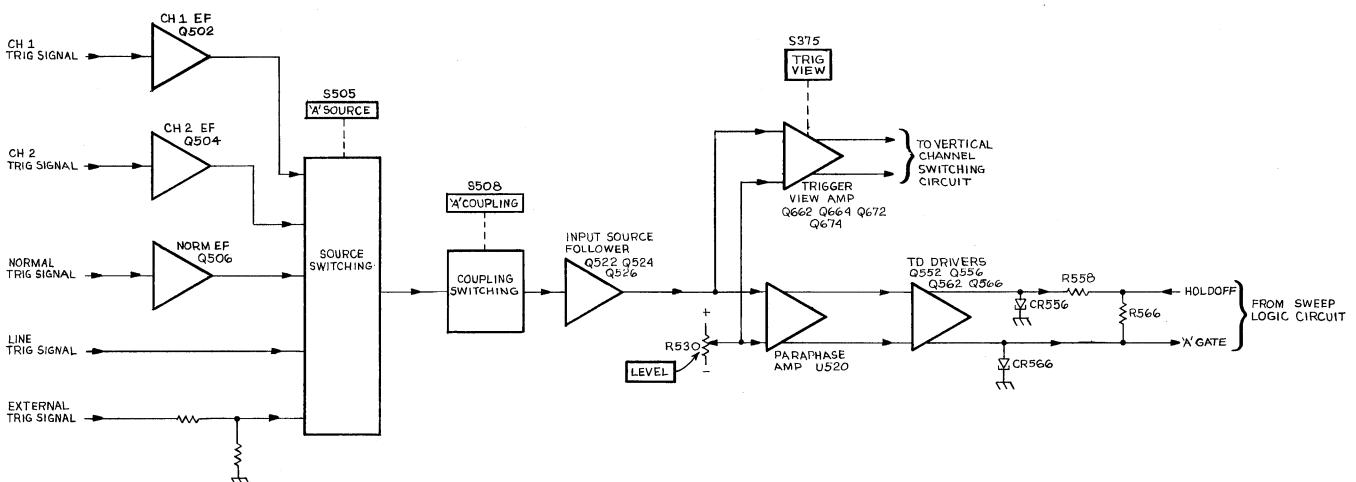 CH 1
TRIG SIGNAL
CH 1 EF
Q502
CH 2
TRIG SIGNAL
CH 2 EF
Q504
NORMAL
TRIG SIGNAL
NORM EF
Q506
LINE
TRIG SIGNAL
EXTERNAL
TRIG SIGNAL
S505
'A' SOURCE
SOURCE
SWITCHING
S508
'A' COUPLING
COUPLING
SWITCHING
INPUT SOURCE
FOLLOWER
Q522 Q524
Q526
S375
TRIG
VIEW
TRIGGER
VIEW AMP
Q662 Q664 Q672
Q674
TO VERTICAL
CHANNEL
SWITCHING
CIRCUIT
+
R530
-
LEVEL
PARAPHASE
AMP U520
TD DRIVERS
Q552 Q556
Q562 Q566
CR556
R558
CR566
R566
HOLDOFF
'A' GATE
FROM SWEEP
LOGIC CIRCUIT